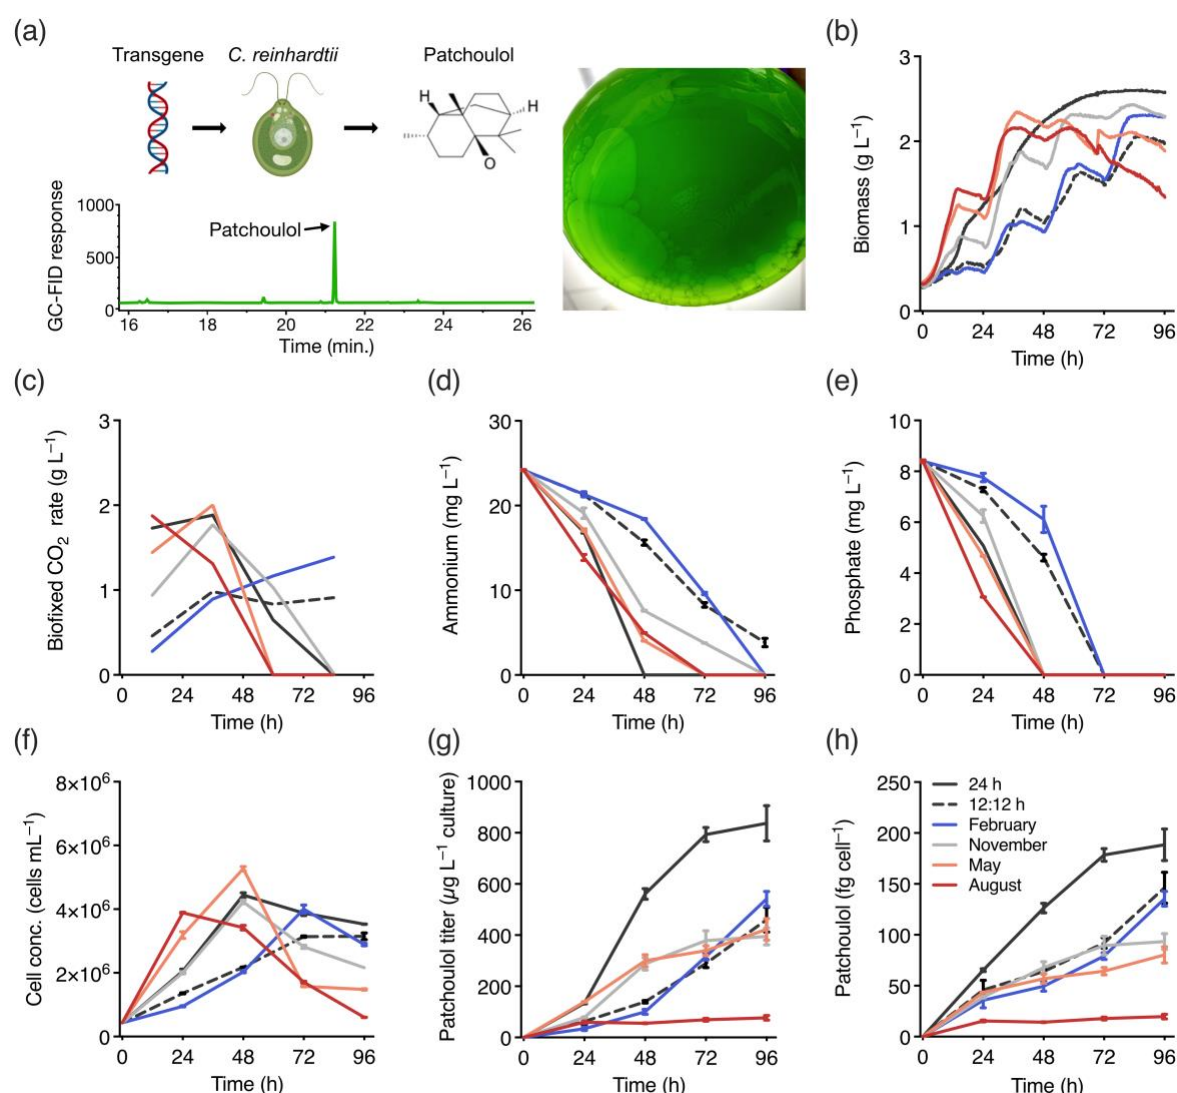 (a)
Transgene C. reinhardtii Patchoulol
H
H
O
GC-FID response
1000
500
0
Patchoulol
16 18 20 22 24 26
Time (min.)
(b)
Biomass (g L⁻¹)
3
2
1
0
0 24 48 72 96
Time (h)
(c)
Biofixed CO₂ rate (g L⁻¹)
3
2
1
0
0 24 48 72 96
Time (h)
(d)
Ammonium (mg L⁻¹)
30
20
10
0
0 24 48 72 96
Time (h)
(e)
Phosphate (mg L⁻¹)
10
8
6
4
2
0
0 24 48 72 96
Time (h)
(f)
Cell conc. (cells mL⁻¹)
8×10⁶
6×10⁶
4×10⁶
2×10⁶
0
0 24 48 72 96
Time (h)
(g)
Patchoulol titer (µg L⁻¹ culture)
1000
800
600
400
200
0
0 24 48 72 96
Time (h)
(h)
Patchoulol (fg cell⁻¹)
250
200
150
100
50
0
24 h
12:12 h
February
November
May
August
0 24 48 72 96
Time (h)